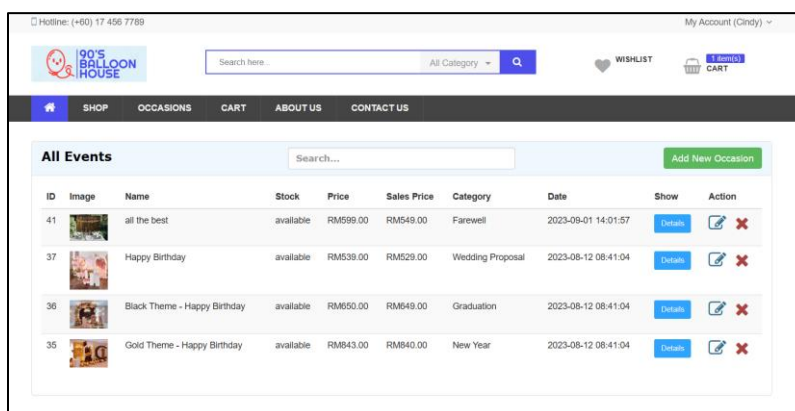 Hotline: (+60) 17 456 7789 My Account (Cindy)
90'S
BALLOON
HOUSE
Search here... All Category
WISHLIST
1 item(s)
CART
SHOP OCCASIONS CART ABOUT US CONTACT US
All Events Search... Add New Occasion
ID Image Name Stock Price Sales Price Category Date Show Action
41 all the best available RM599.00 RM549.00 Farewell 2023-09-01 14:01:57 Details
37 Happy Birthday available RM539.00 RM529.00 Wedding Proposal 2023-08-12 08:41:04 Details
36 Black Theme - Happy Birthday available RM650.00 RM649.00 Graduation 2023-08-12 08:41:04 Details
35 Gold Theme - Happy Birthday available RM843.00 RM840.00 New Year 2023-08-12 08:41:04 Details